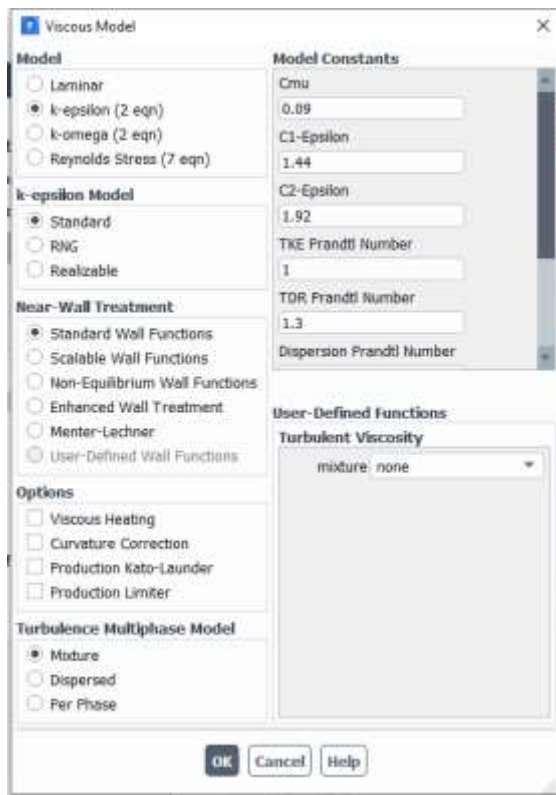 Viscous Model
Model
Laminar
k-epsilon (2 eqn)
k-omega (2 eqn)
Reynolds Stress (7 eqn)
k-epsilon Model
Standard
RNG
Realizable
Near-Wall Treatment
Standard Wall Functions
Scalable Wall Functions
Non-Equilibrium Wall Functions
Enhanced Wall Treatment
Menter-Lechner
User-Defined Wall Functions
Options
Viscous Heating
Curvature Correction
Production Kato-Launder
Production Limiter
Turbulence Multiphase Model
Mixture
Dispersed
Per Phase
Model Constants
Cmu
0.09
C1-Epsilon
1.44
C2-Epsilon
1.92
TKE Prandtl Number
1
TDR Prandtl Number
1.3
Dispersion Prandtl Number
User-Defined Functions
Turbulent Viscosity
mixture none
OK Cancel Help